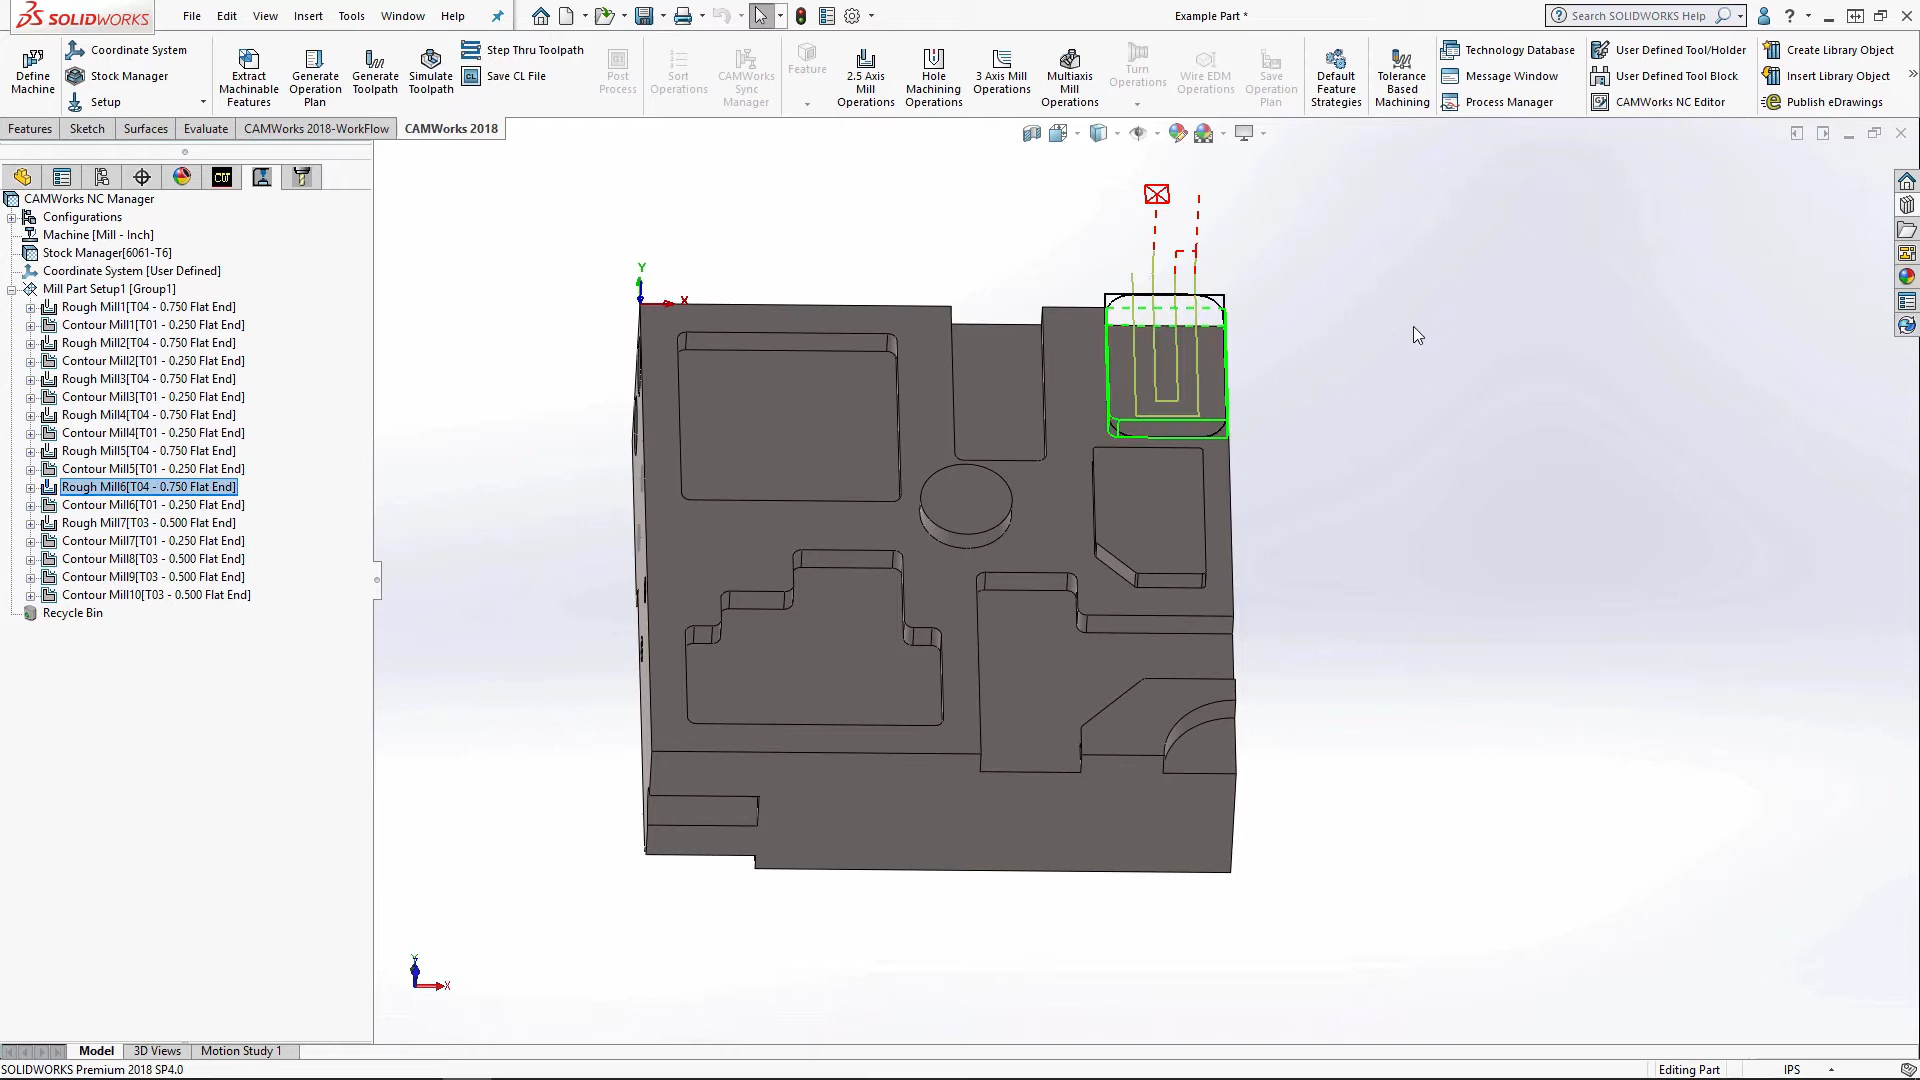 SOLIDWORKS
File Edit View Insert Tools Window Help
Example Part *
Search SOLIDWORKS Help
Define Machine
Coordinate System
Stock Manager
Setup
Extract Machinable Features
Generate Operation Plan
Generate Toolpath
Simulate Toolpath
Step Thru Toolpath
Save CL File
Post Process
Sort Operations
CAMWorks Sync Manager
Feature
2.5 Axis Mill Operations
Hole Machining Operations
3 Axis Mill Operations
Multiaxis Mill Operations
Turn Operations
Wire EDM Operations
Save Operation Plan
Default Feature Strategies
Tolerance Based Machining
Technology Database
Message Window
Process Manager
User Defined Tool/Holder
User Defined Tool Block
CAMWorks NC Editor
Create Library Object
Insert Library Object
Publish eDrawings
Features Sketch Surfaces Evaluate CAMWorks 2018-WorkFlow CAMWorks 2018
CAMWorks NC Manager
Configurations
Machine [Mill - Inch]
Stock Manager[6061-T6]
Coordinate System [User Defined]
Mill Part Setup1 [Group1]
Rough Mill1[T04 - 0.750 Flat End]
Contour Mill1[T01 - 0.250 Flat End]
Rough Mill2[T04 - 0.750 Flat End]
Contour Mill2[T01 - 0.250 Flat End]
Rough Mill3[T04 - 0.750 Flat End]
Contour Mill3[T01 - 0.250 Flat End]
Rough Mill4[T04 - 0.750 Flat End]
Contour Mill4[T01 - 0.250 Flat End]
Rough Mill5[T04 - 0.750 Flat End]
Contour Mill5[T01 - 0.250 Flat End]
Rough Mill6[T04 - 0.750 Flat End]
Contour Mill6[T01 - 0.250 Flat End]
Rough Mill7[T03 - 0.500 Flat End]
Contour Mill7[T01 - 0.250 Flat End]
Contour Mill8[T03 - 0.500 Flat End]
Contour Mill9[T03 - 0.500 Flat End]
Contour Mill10[T03 - 0.500 Flat End]
Recycle Bin
Y
X
Y
X
Model 3D Views Motion Study 1
SOLIDWORKS Premium 2018 SP4.0
Editing Part
IPS